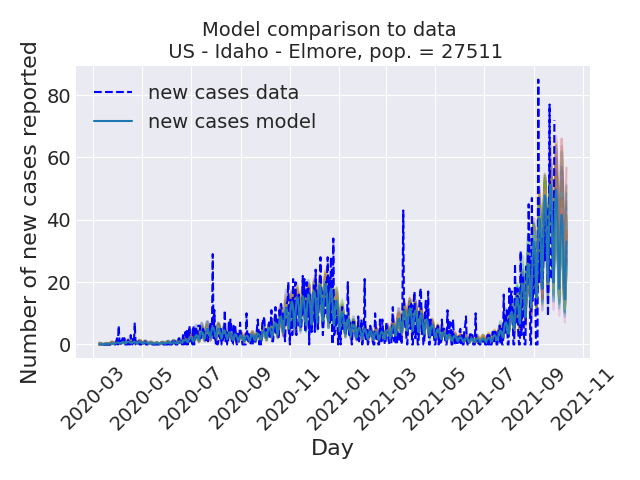 Model comparison to data
US - Idaho - Elmore, pop. = 27511
Number of new cases reported
80
60
40
20
0
new cases data
new cases model
2020-03
2020-05
2020-07
2020-09
2020-11
2021-01
2021-03
2021-05
2021-07
2021-09
2021-11
Day